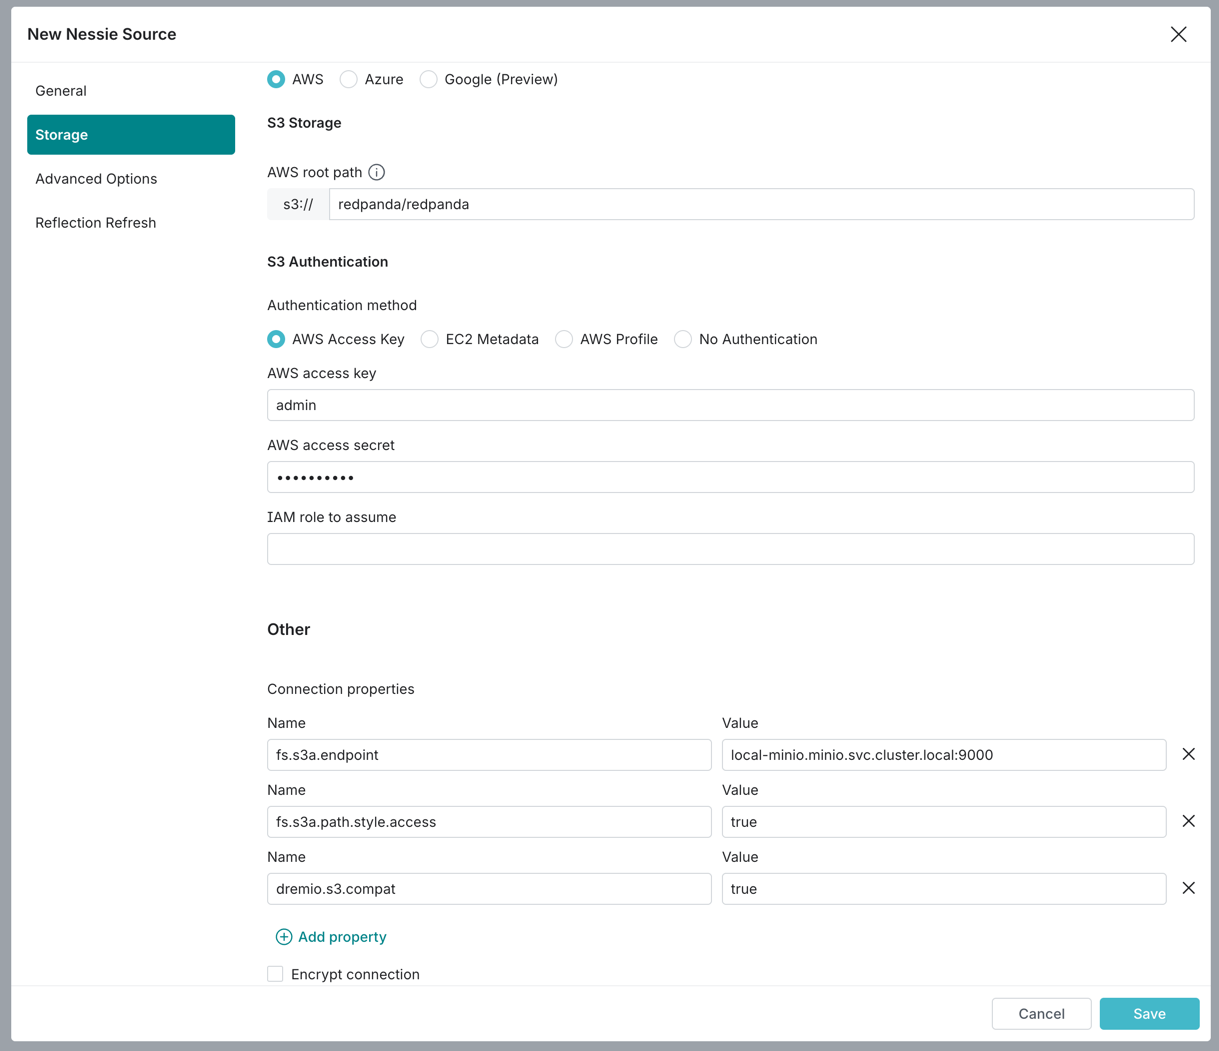 New Nessie Source
General
Storage
Advanced Options
Reflection Refresh
AWS Azure Google (Preview)
S3 Storage
AWS root path
s3:// redpanda/redpanda
S3 Authentication
Authentication method
AWS Access Key EC2 Metadata AWS Profile No Authentication
AWS access key
admin
AWS access secret
••••••••••
IAM role to assume
Other
Connection properties
Name Value
fs.s3a.endpoint local-minio.minio.svc.cluster.local:9000
Name Value
fs.s3a.path.style.access true
Name Value
dremio.s3.compat true
Add property
Encrypt connection
Cancel Save